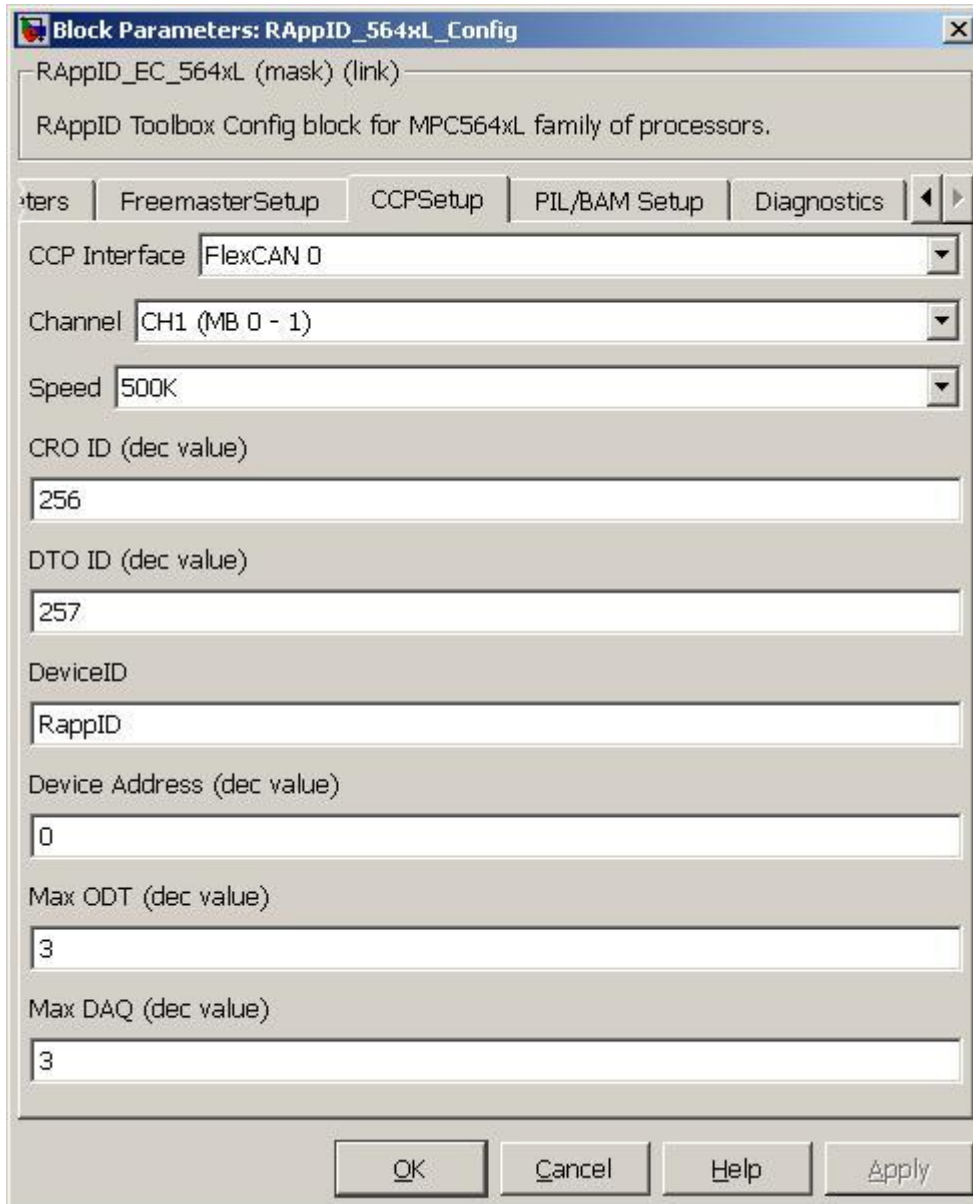 Block Parameters: RAppID_564xL_Config
RAppID_EC_564xL (mask) (link)
RAppID Toolbox Config block for MPC564xL family of processors.
FreemasterSetup CCPSetup PIL/BAM Setup Diagnostics
CCP Interface FlexCAN 0
Channel CH1 (MB 0 - 1)
Speed 500K
CRO ID (dec value)
256
DTO ID (dec value)
257
DeviceID
RappID
Device Address (dec value)
0
Max ODT (dec value)
3
Max DAQ (dec value)
3
OK Cancel Help Apply